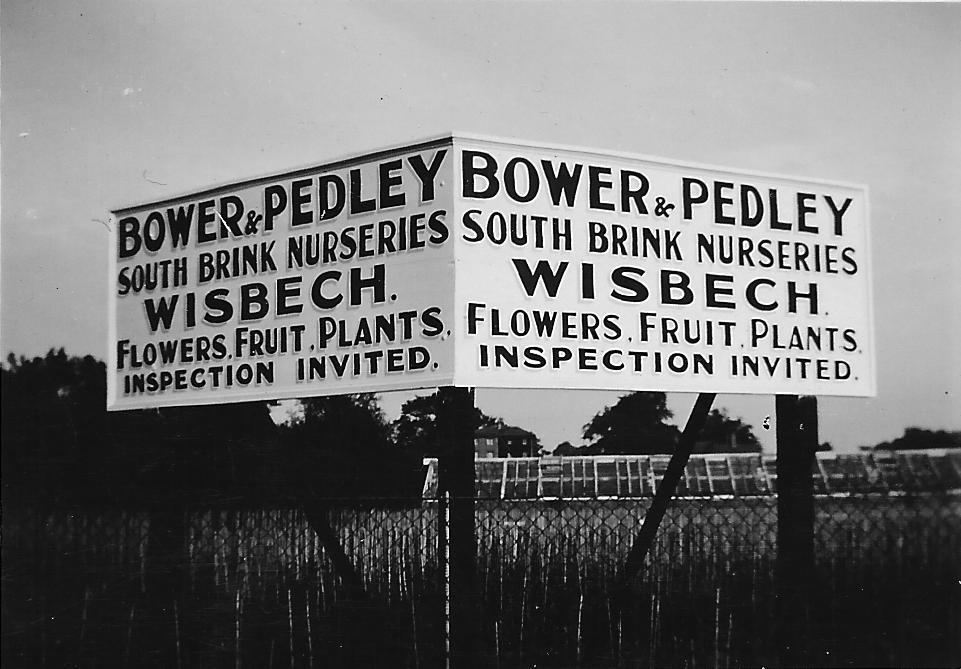 BOWER & PEDLEY
SOUTH BRINK NURSERIES
WISBECH.
FLOWERS, FRUIT, PLANTS,
INSPECTION INVITED.
BOWER & PEDLEY
SOUTH BRINK NURSERIES
WISBECH.
FLOWERS, FRUIT, PLANTS.
INSPECTION INVITED.